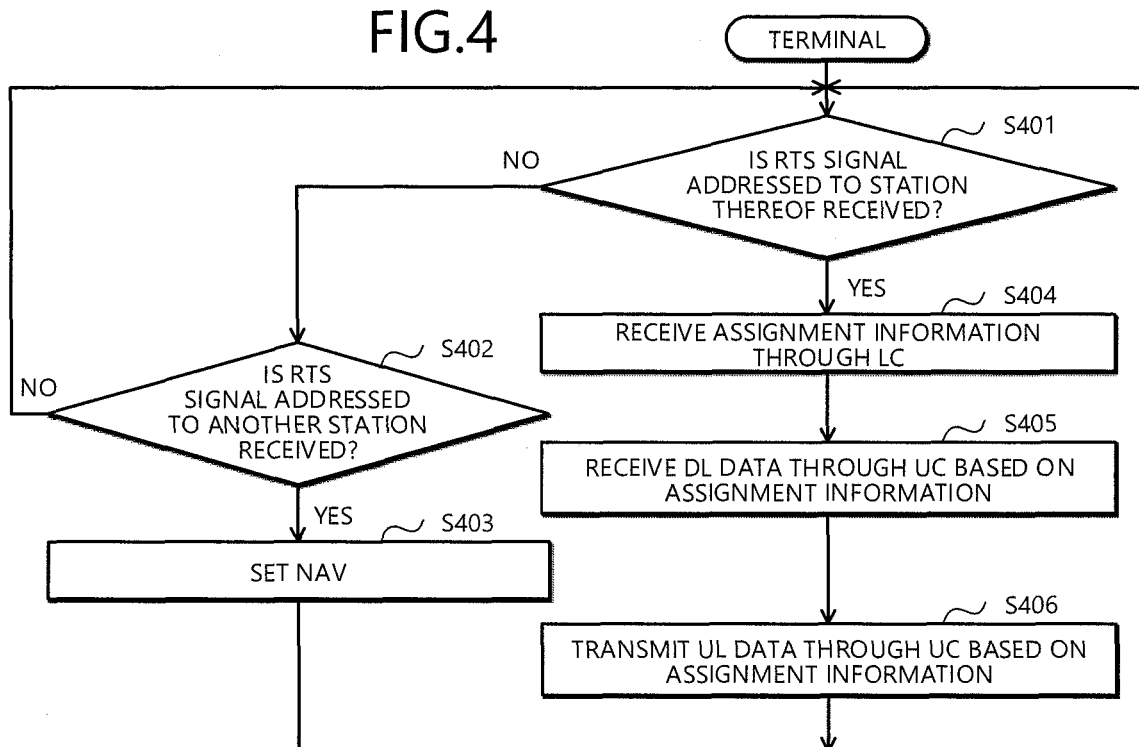 FIG.4
TERMINAL
S401
NO
IS RTS SIGNAL
ADDRESSED TO STATION
THEREOF RECEIVED?
YES
S404
RECEIVE ASSIGNMENT INFORMATION
THROUGH LC
S402
NO
IS RTS
SIGNAL ADDRESSED
TO ANOTHER STATION
RECEIVED?
S405
RECEIVE DL DATA THROUGH UC BASED ON
ASSIGNMENT INFORMATION
YES
S403
SET NAV
S406
TRANSMIT UL DATA THROUGH UC BASED ON
ASSIGNMENT INFORMATION